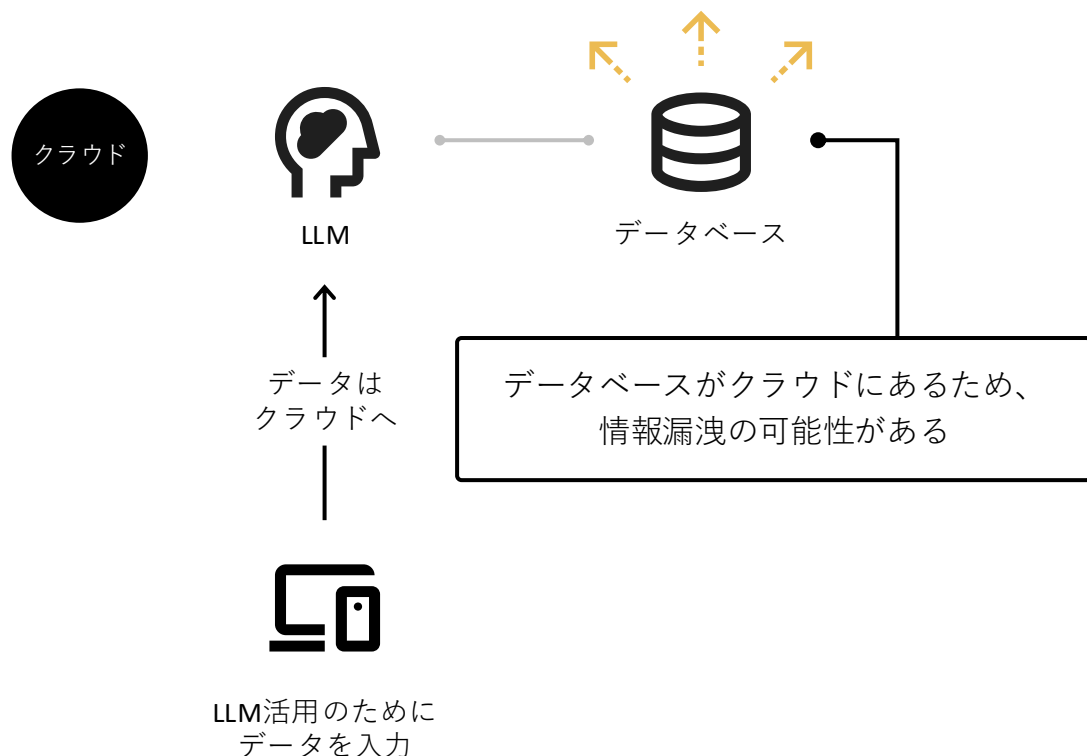 クラウド
LLM
データベース
データは
クラウドへ
データベースがクラウドにあるため、
情報漏洩の可能性がある
LLM活用のために
データを入力